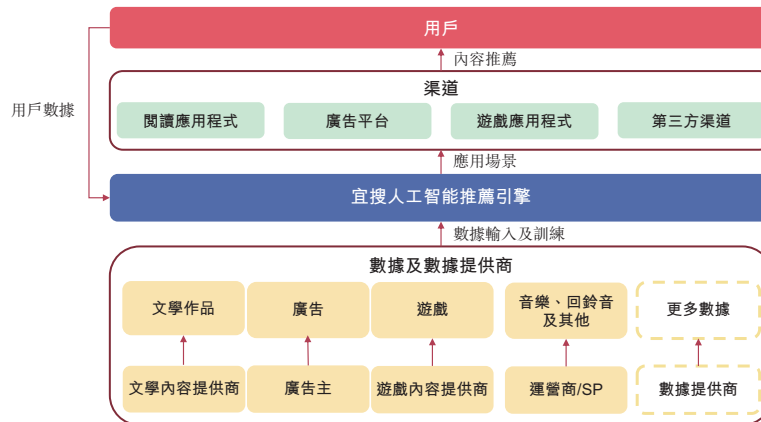 用戶
內容推薦
渠道
用戶數據
閱讀應用程式
廣告平台
遊戲應用程式
第三方渠道
應用場景
宜搜人工智能推薦引擎
數據輸入及訓練
數據及數據提供商
文學作品
廣告
遊戲
音樂、回鈴音
及其他
更多數據
文學內容提供商
廣告主
遊戲內容提供商
運營商/SP
數據提供商